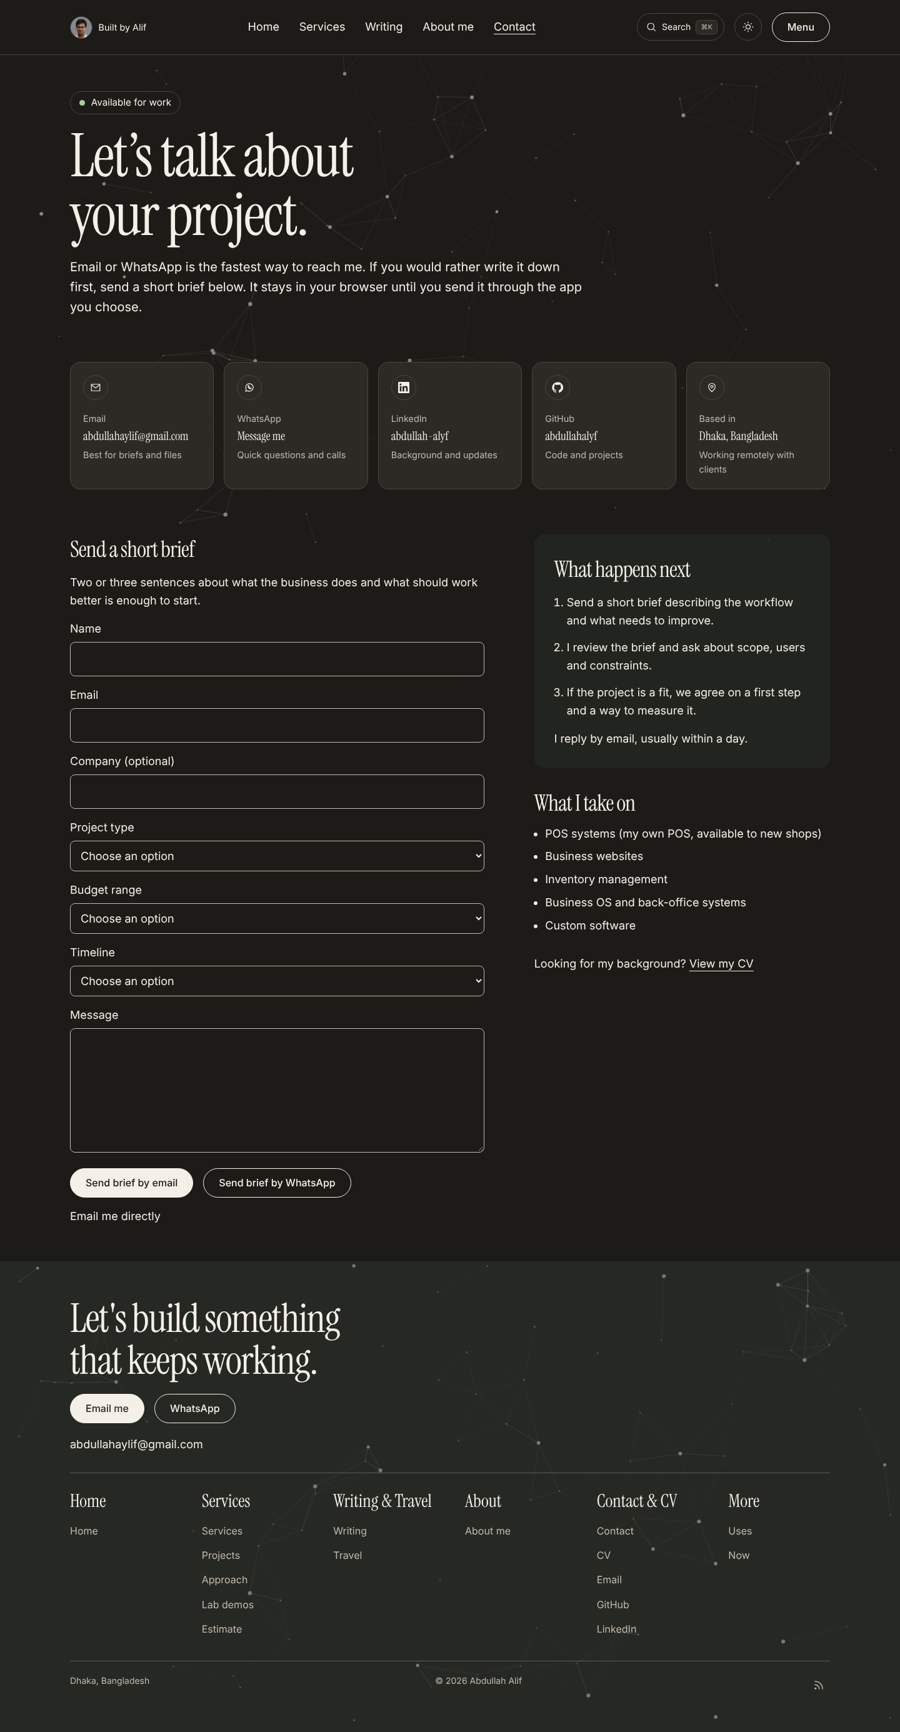 Built by Alif
Home
Services
Writing
About me
Contact
Search
⌘K
Menu
Available for work
Let’s talk about
your project.
Email or WhatsApp is the fastest way to reach me. If you would rather write it down
first, send a short brief below. It stays in your browser until you send it through the app
you choose.
Email
abdullahaylif@gmail.com
Best for briefs and files
WhatsApp
Message me
Quick questions and calls
LinkedIn
abdullah-alyf
Background and updates
GitHub
abdullahalyf
Code and projects
Based in
Dhaka, Bangladesh
Working remotely with
clients
Send a short brief
Two or three sentences about what the business does and what should work
better is enough to start.
Name
Email
Company (optional)
Project type
Choose an option
Budget range
Choose an option
Timeline
Choose an option
Message
Send brief by email
Send brief by WhatsApp
Email me directly
What happens next
1. Send a short brief describing the workflow
and what needs to improve.
2. I review the brief and ask about scope, users
and constraints.
3. If the project is a fit, we agree on a first step
and a way to measure it.
I reply by email, usually within a day.
What I take on
• POS systems (my own POS, available to new shops)
• Business websites
• Inventory management
• Business OS and back-office systems
• Custom software
Looking for my background? View my CV
Let's build something
that keeps working.
Email me
WhatsApp
abdullahaylif@gmail.com
Home
Home
Services
Services
Projects
Approach
Lab demos
Estimate
Writing & Travel
Writing
Travel
About
About me
Contact & CV
Contact
CV
Email
GitHub
LinkedIn
More
Uses
Now
Dhaka, Bangladesh
© 2026 Abdullah Alif